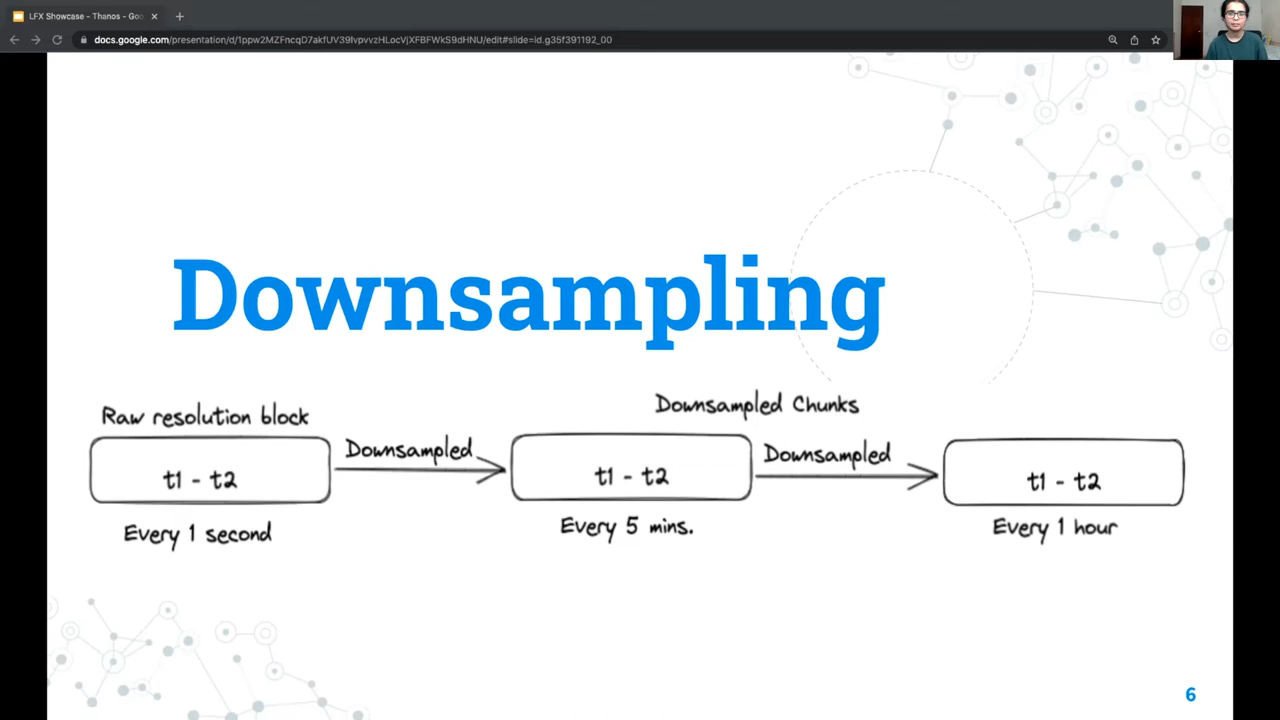 LFX Showcase - Thanos - Goo
docs.google.com/presentation/d/1ppw2MZFncqD7akfUV39IvpvvzHLocVjXFBFWkS9dHNU/edit#slide=id.g35f391192_00
Downsampling
Raw resolution block
Downsampled Chunks
Downsampled
Downsampled
t1 - t2
t1 - t2
t1 - t2
Every 1 second
Every 5 mins.
Every 1 hour
6